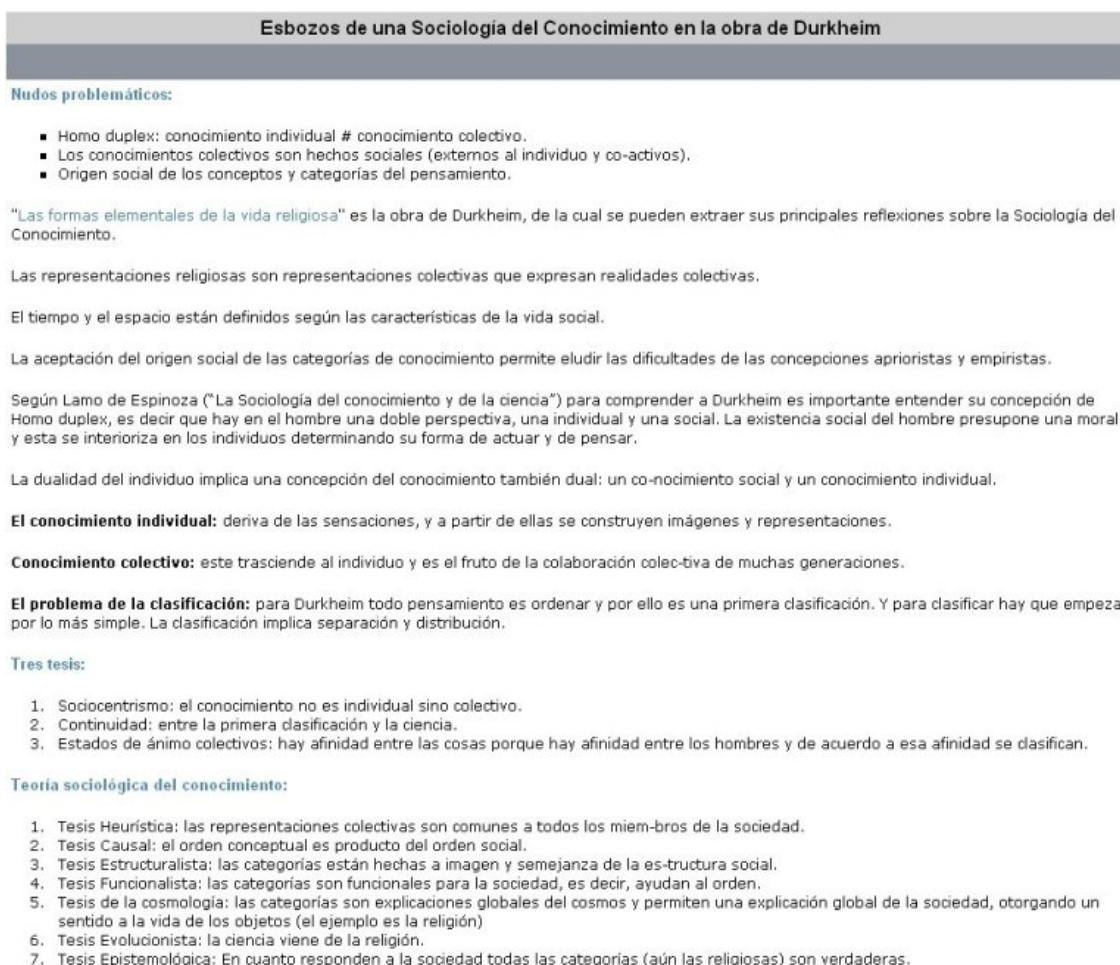 Esbozos de una Sociología del Conocimiento en la obra de Durkheim
Nudos problemáticos:
▪ Homo duplex: conocimiento individual # conocimiento colectivo.
▪ Los conocimientos colectivos son hechos sociales (externos al individuo y co-activos).
▪ Origen social de los conceptos y categorías del pensamiento.
"Las formas elementales de la vida religiosa" es la obra de Durkheim, de la cual se pueden extraer sus principales reflexiones sobre la Sociología del
Conocimiento.
Las representaciones religiosas son representaciones colectivas que expresan realidades colectivas.
El tiempo y el espacio están definidos según las características de la vida social.
La aceptación del origen social de las categorías de conocimiento permite eludir las dificultades de las concepciones aprioristas y empiristas.
Según Lamo de Espinoza ("La Sociología del conocimiento y de la ciencia") para comprender a Durkheim es importante entender su concepción de
Homo duplex, es decir que hay en el hombre una doble perspectiva, una individual y una social. La existencia social del hombre presupone una moral
y esta se interioriza en los individuos determinando su forma de actuar y de pensar.
La dualidad del individuo implica una concepción del conocimiento también dual: un co-nocimiento social y un conocimiento individual.
El conocimiento individual: deriva de las sensaciones, y a partir de ellas se construyen imágenes y representaciones.
Conocimiento colectivo: este trasciende al individuo y es el fruto de la colaboración colec-tiva de muchas generaciones.
El problema de la clasificación: para Durkheim todo pensamiento es ordenar y por ello es una primera clasificación. Y para clasificar hay que empeza
por lo más simple. La clasificación implica separación y distribución.
Tres tesis:
1. Sociocentrismo: el conocimiento no es individual sino colectivo.
2. Continuidad: entre la primera clasificación y la ciencia.
3. Estados de ánimo colectivos: hay afinidad entre las cosas porque hay afinidad entre los hombres y de acuerdo a esa afinidad se clasifican.
Teoría sociológica del conocimiento:
1. Tesis Heurística: las representaciones colectivas son comunes a todos los miem-bros de la sociedad.
2. Tesis Causal: el orden conceptual es producto del orden social.
3. Tesis Estructuralista: las categorías están hechas a imagen y semejanza de la es-tructura social.
4. Tesis Funcionalista: las categorías son funcionales para la sociedad, es decir, ayudan al orden.
5. Tesis de la cosmología: las categorías son explicaciones globales del cosmos y permiten una explicación global de la sociedad, otorgando un
sentido a la vida de los objetos (el ejemplo es la religión)
6. Tesis Evolucionista: la ciencia viene de la religión.
7. Tesis Epistemológica: En cuanto responden a la sociedad todas las categorías (aún las religiosas) son verdaderas.